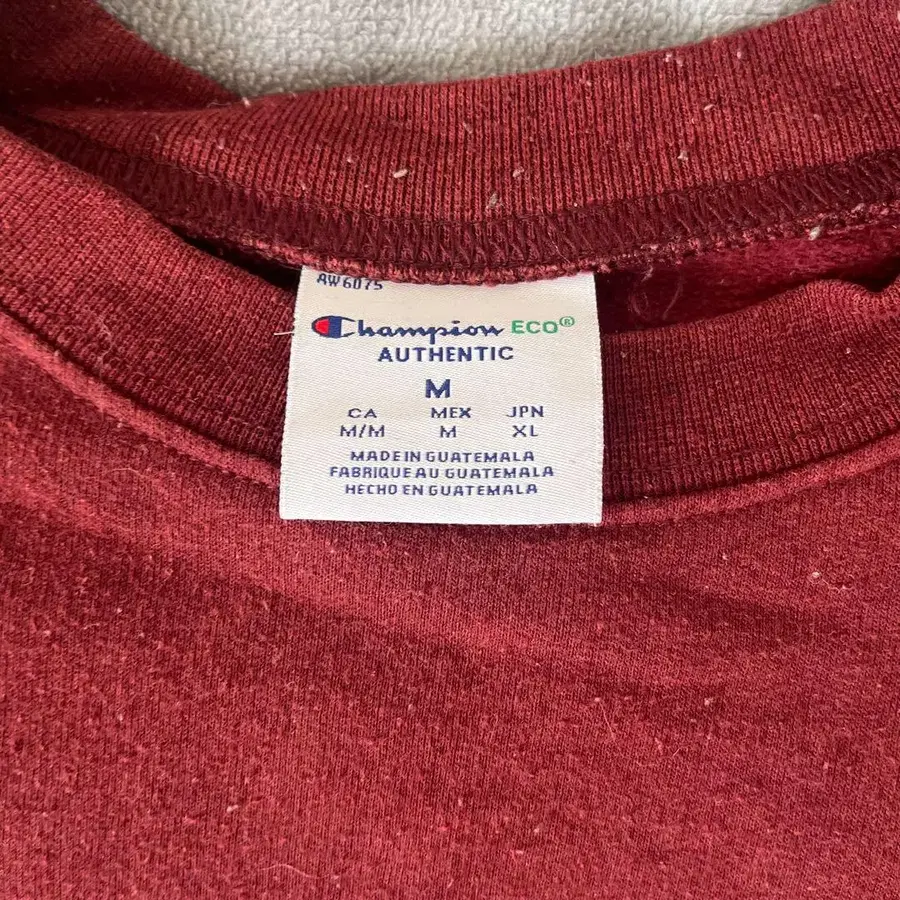 AW6075
Champion ECO®
AUTHENTIC
M
CA MEX JPN
M/M M XL
MADE IN GUATEMALA
FABRIQUE AU GUATEMALA
HECHO EN GUATEMALA